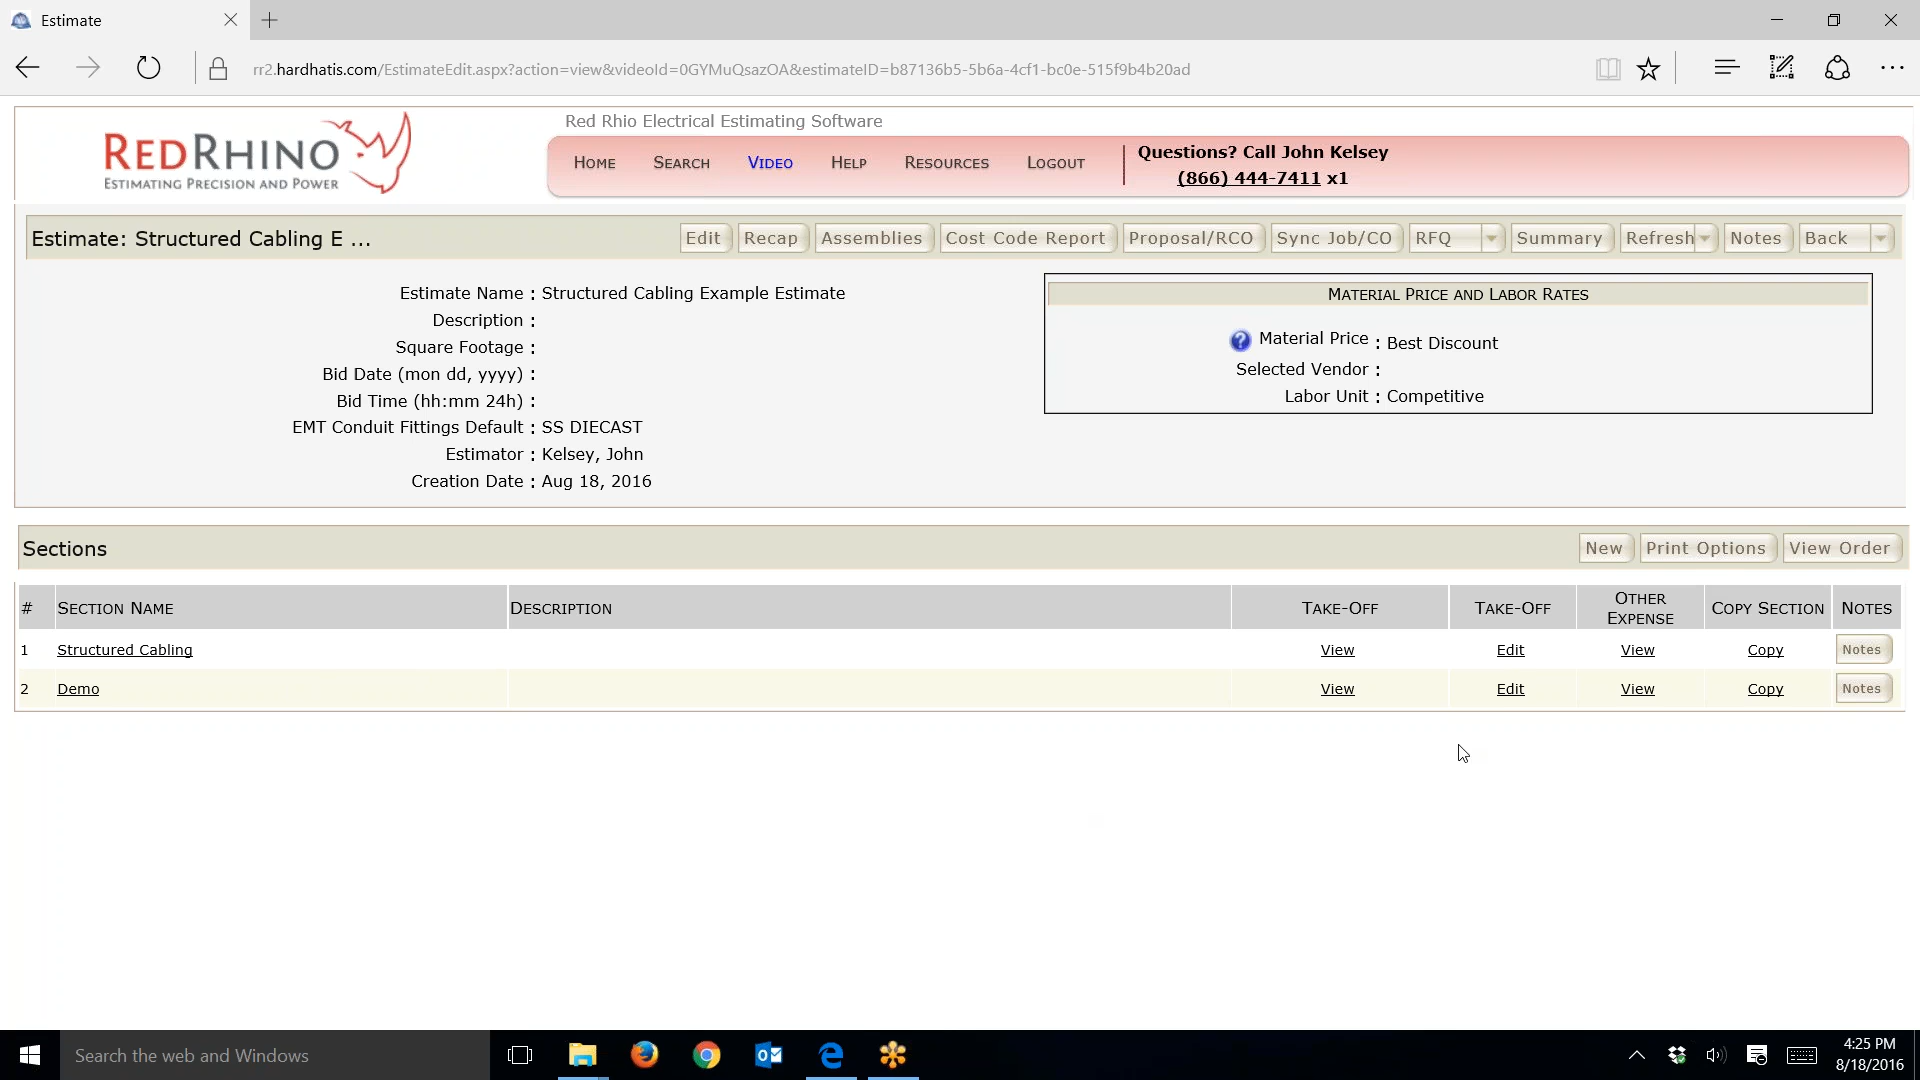 Estimate
rr2.hardhatis.com/EstimateEdit.aspx?action=view&videoId=0GYMuQsazOA&estimateID=b87136b5-5b6a-4cf1-bc0e-515f9b4b20ad
REDRHINO
ESTIMATING PRECISION AND POWER
Red Rhio Electrical Estimating Software
HOME SEARCH VIDEO HELP RESOURCES LOGOUT
Questions? Call John Kelsey
(866) 444-7411 x1
Estimate: Structured Cabling E ...
Edit Recap Assemblies Cost Code Report Proposal/RCO Sync Job/CO RFQ Summary Refresh Notes Back
Estimate Name : Structured Cabling Example Estimate
Description :
Square Footage :
Bid Date (mon dd, yyyy) :
Bid Time (hh:mm 24h) :
EMT Conduit Fittings Default : SS DIECAST
Estimator : Kelsey, John
Creation Date : Aug 18, 2016
MATERIAL PRICE AND LABOR RATES
? Material Price : Best Discount
Selected Vendor :
Labor Unit : Competitive
Sections
New Print Options View Order
# SECTION NAME DESCRIPTION TAKE-OFF TAKE-OFF OTHER EXPENSE COPY SECTION NOTES
1 Structured Cabling View Edit View Copy Notes
2 Demo View Edit View Copy Notes
Search the web and Windows
4:25 PM
8/18/2016